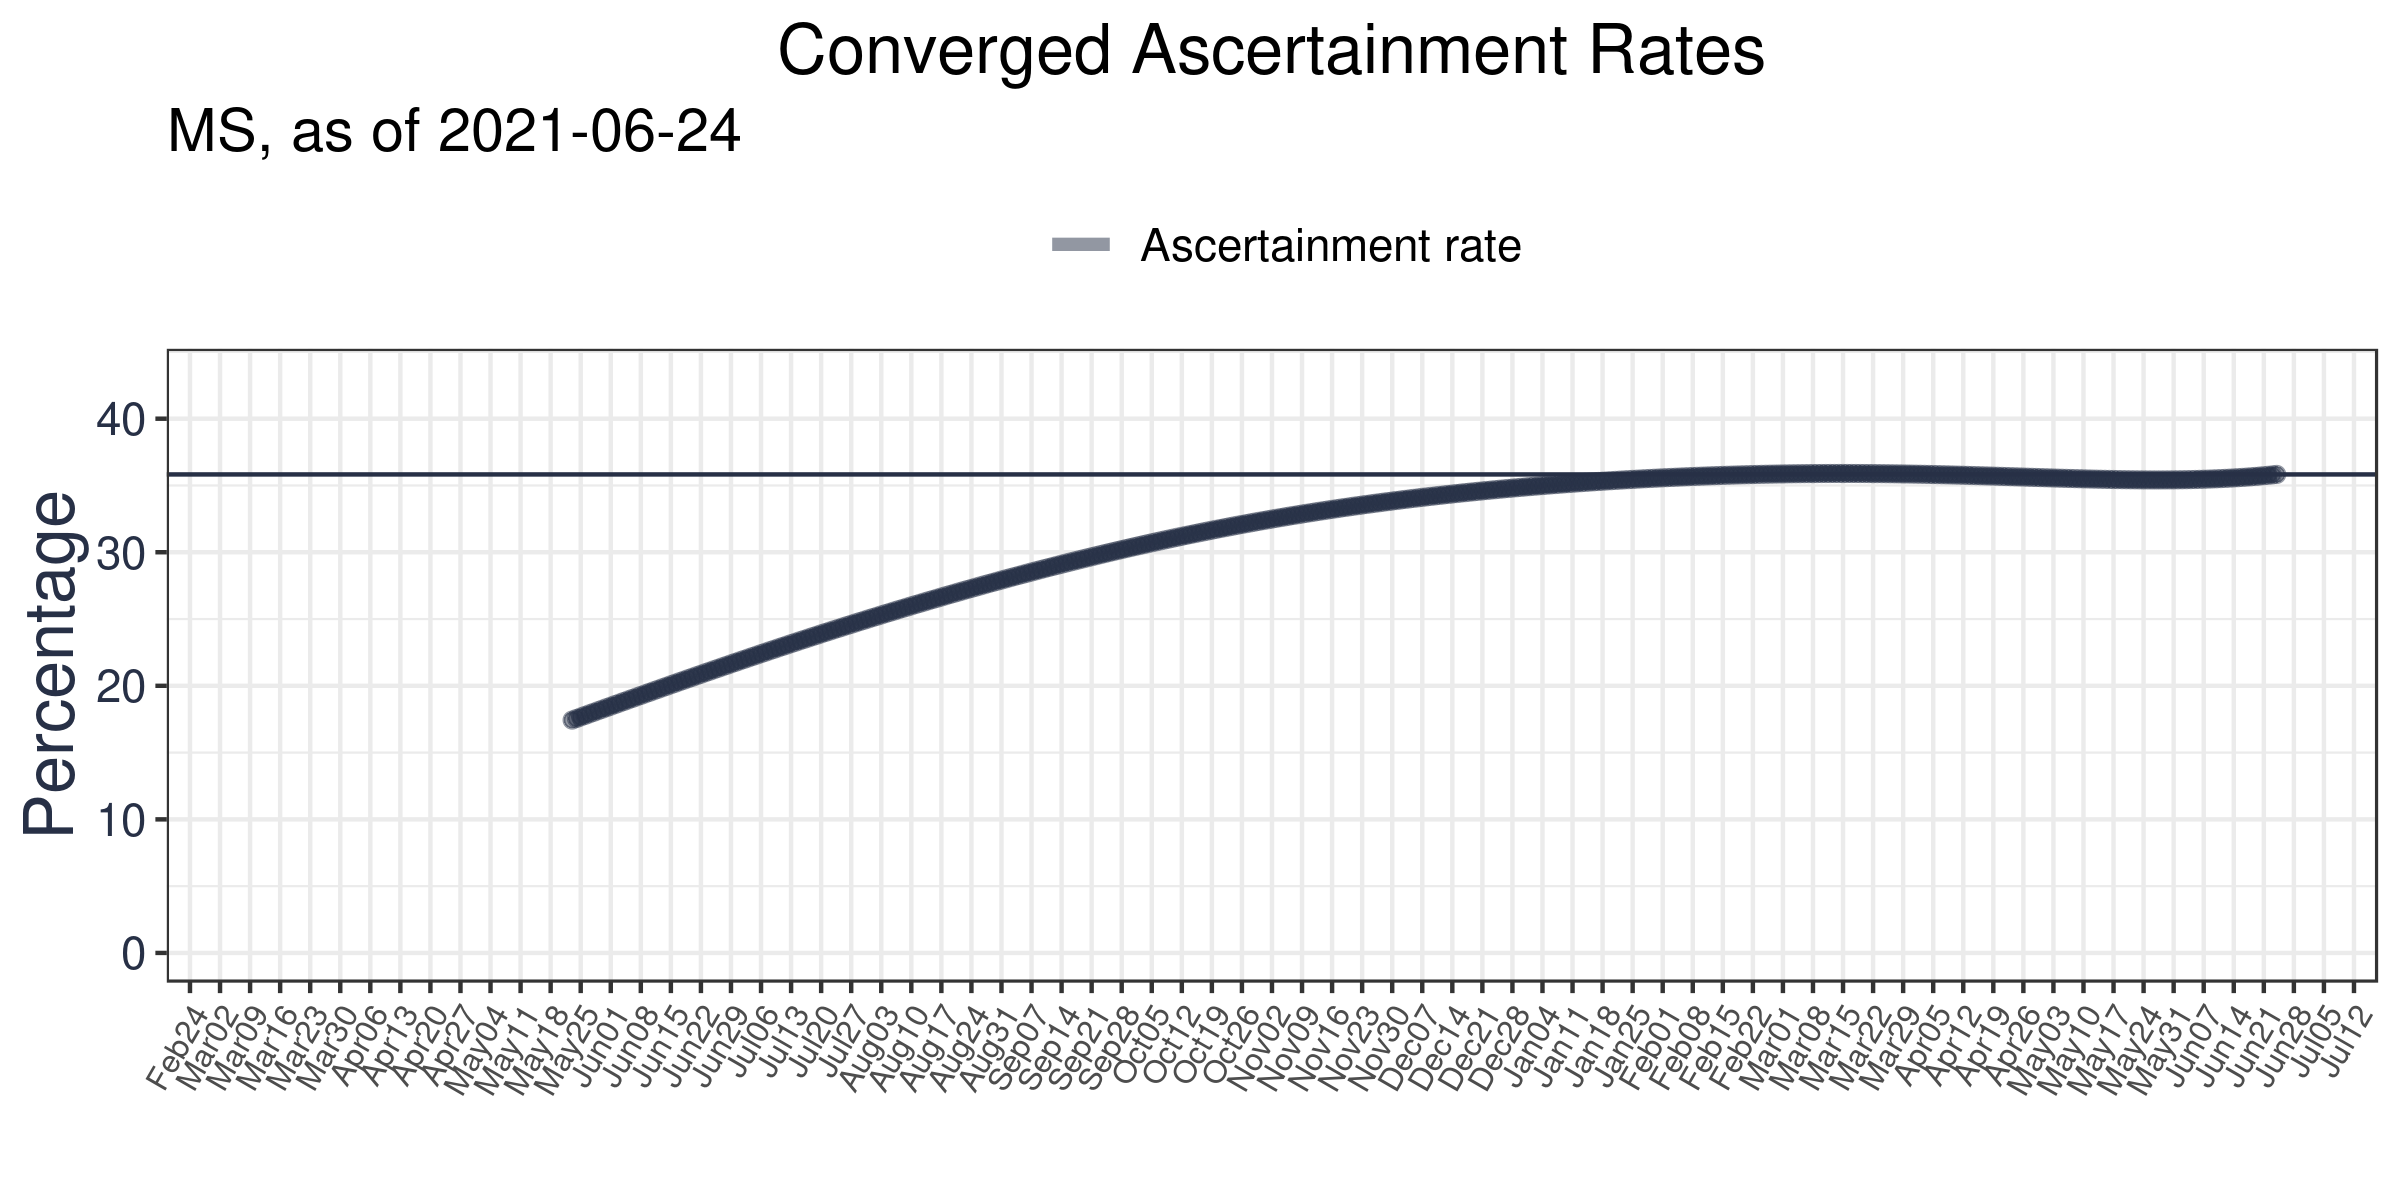 Converged Ascertainment Rates
MS, as of 2021-06-24
Ascertainment rate
Percentage
40
30
20
10
0
Feb24
Mar02
Mar09
Mar16
Mar23
Mar30
Apr06
Apr13
Apr20
Apr27
May04
May11
May18
May25
Jun01
Jun08
Jun15
Jun22
Jun29
Jul06
Jul13
Jul20
Jul27
Aug03
Aug10
Aug17
Aug24
Aug31
Sep07
Sep14
Sep21
Sep28
Oct05
Oct12
Oct19
Oct26
Nov02
Nov09
Nov16
Nov23
Nov30
Dec07
Dec14
Dec21
Dec28
Jan04
Jan11
Jan18
Jan25
Feb01
Feb08
Feb15
Feb22
Mar01
Mar08
Mar15
Mar22
Mar29
Apr05
Apr12
Apr19
Apr26
May03
May10
May17
May24
May31
Jun07
Jun14
Jun21
Jun28
Jul05
Jul12